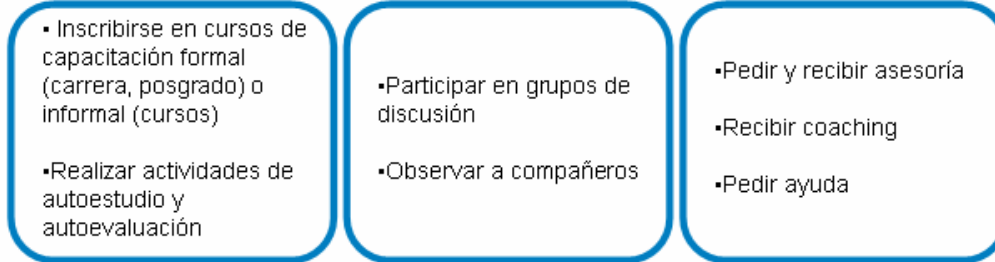 ▪ Inscribirse en cursos de
capacitación formal
(carrera, posgrado) o
informal (cursos)
▪Realizar actividades de
autoestudio y
autoevaluación
▪Participar en grupos de
discusión
▪Observar a compañeros
▪Pedir y recibir asesoría
▪Recibir coaching
▪Pedir ayuda